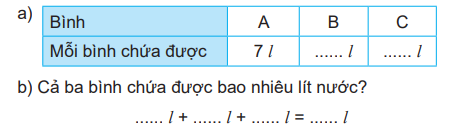 a)
Bình A B C
Mỗi bình chứa được 7 l ...... l ...... l
b) Cả ba bình chứa được bao nhiêu lít nước?
...... l + ...... l + ...... l = ...... l